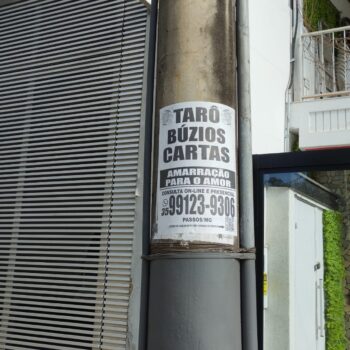 TARÔ
BÚZIOS
CARTAS
AMARRAÇÃO
PARA O AMOR
CONSULTA ON-LINE E PRESENCIAL
35 99123-9306
PASSOS/MG